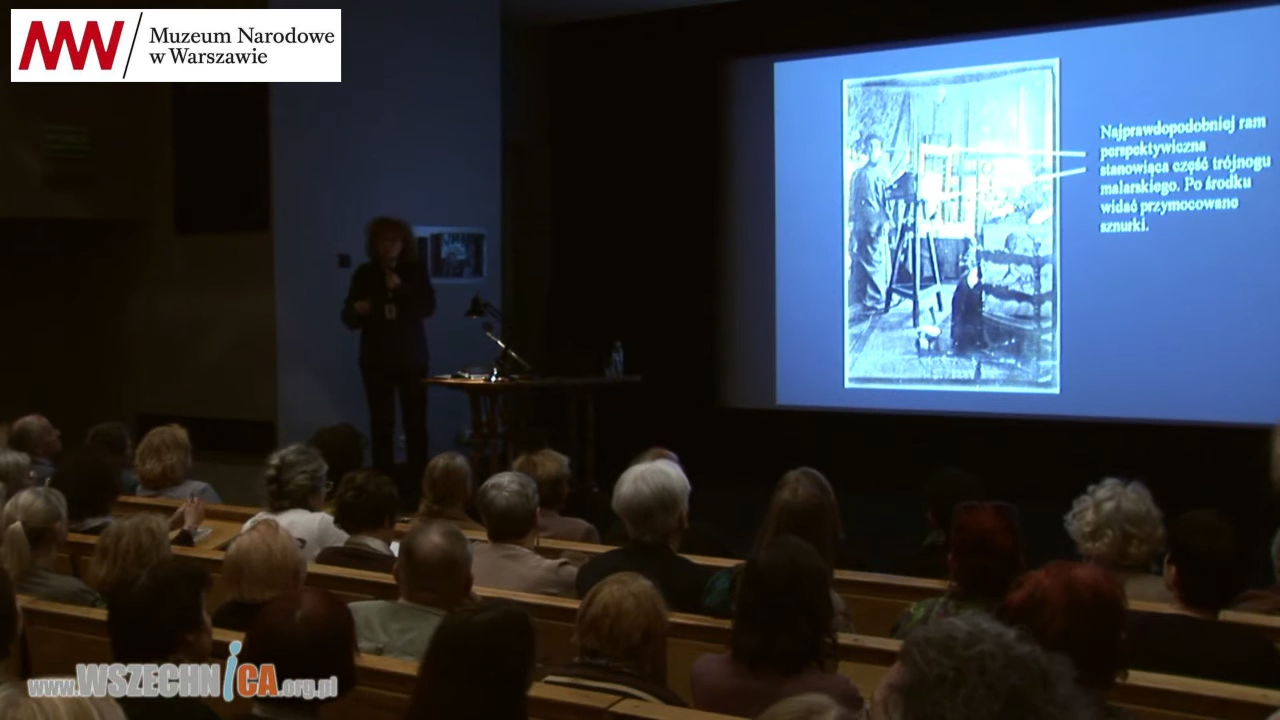 Muzeum Narodowe
w Warszawie
Najprawdopodobniej ram
perspektywiczna
stanowiąca część trójnogu
malarskiego. Po środku
widać przymocowane
sznurki.
www.WSZECHNICA.org.pl